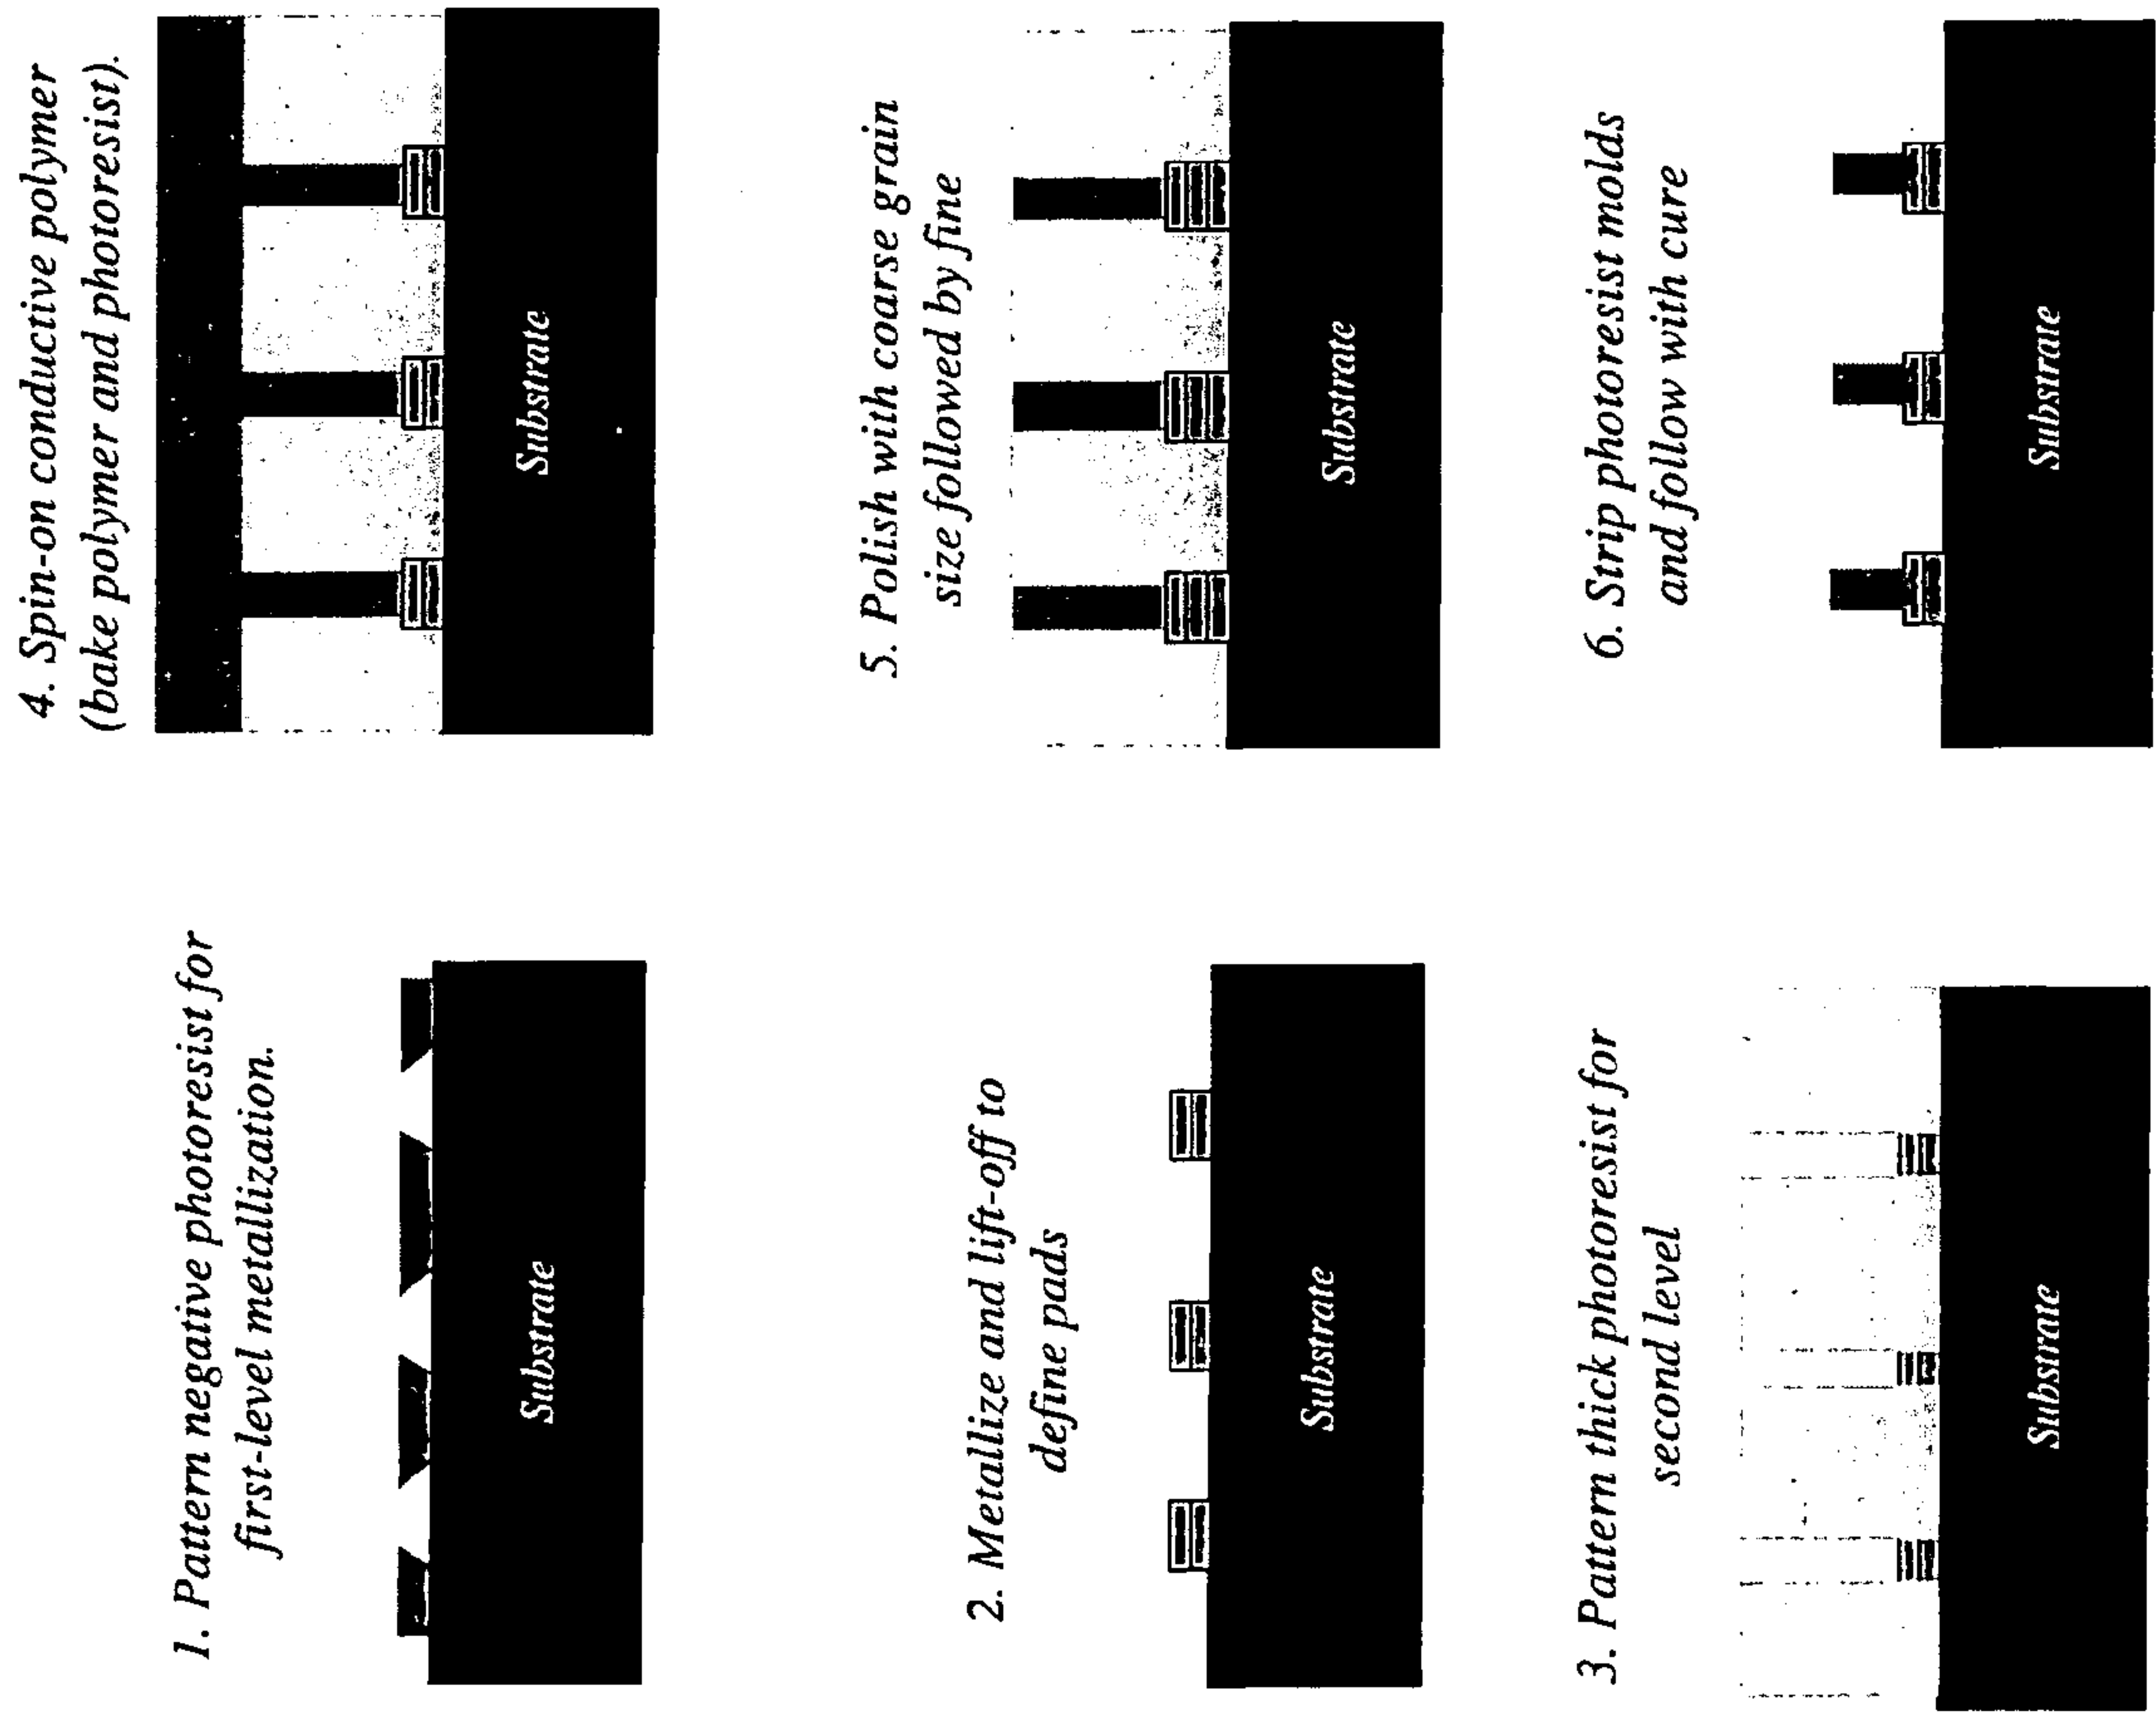 1. Pattern negative photoresist for
first-level metallization.
Substrate
2. Metallize and lift-off to
define pads
Substrate
3. Pattern thick photoresist for
second level
Substrate
4. Spin-on conductive polymer
(bake polymer and photoresist).
Substrate
5. Polish with coarse grain
size followed by fine
Substrate
6. Strip photoresist molds
and follow with cure
Substrate